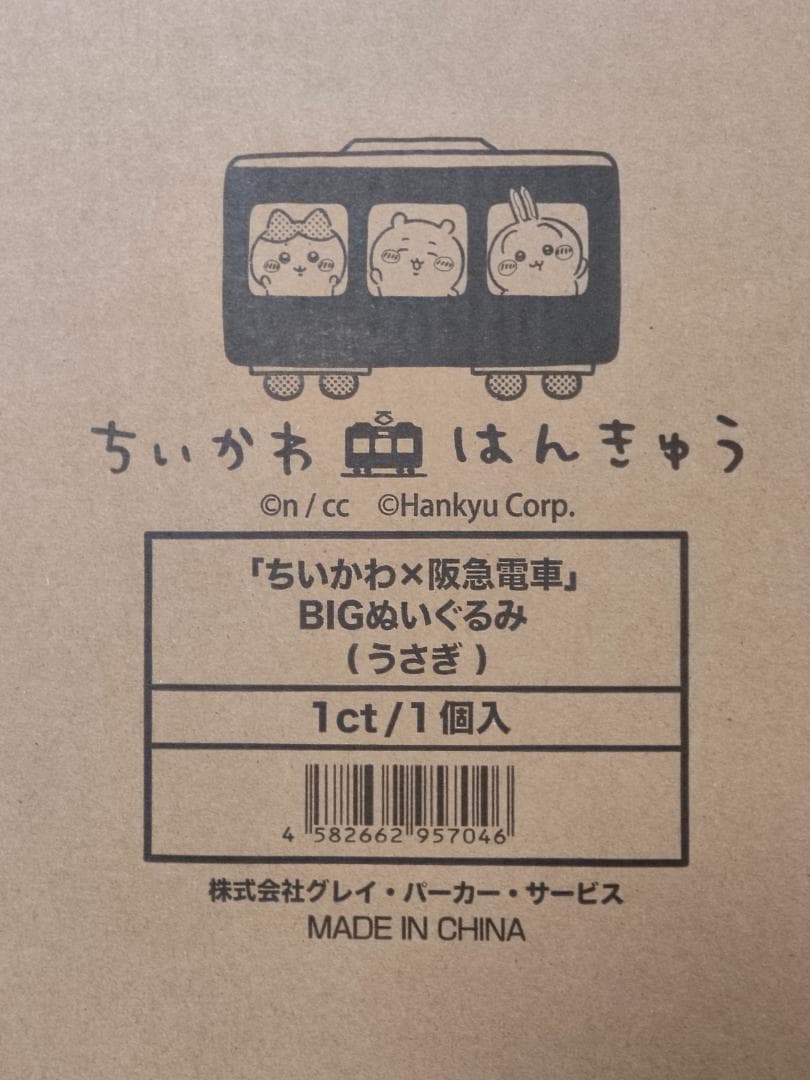 ちいかわ はんきゅう
©n / cc ©Hankyu Corp.
「ちいかわ×阪急電車」
BIGぬいぐるみ
(うさぎ)
1ct/1個入
4 582662 957046
株式会社グレイ・パーカー・サービス
MADE IN CHINA